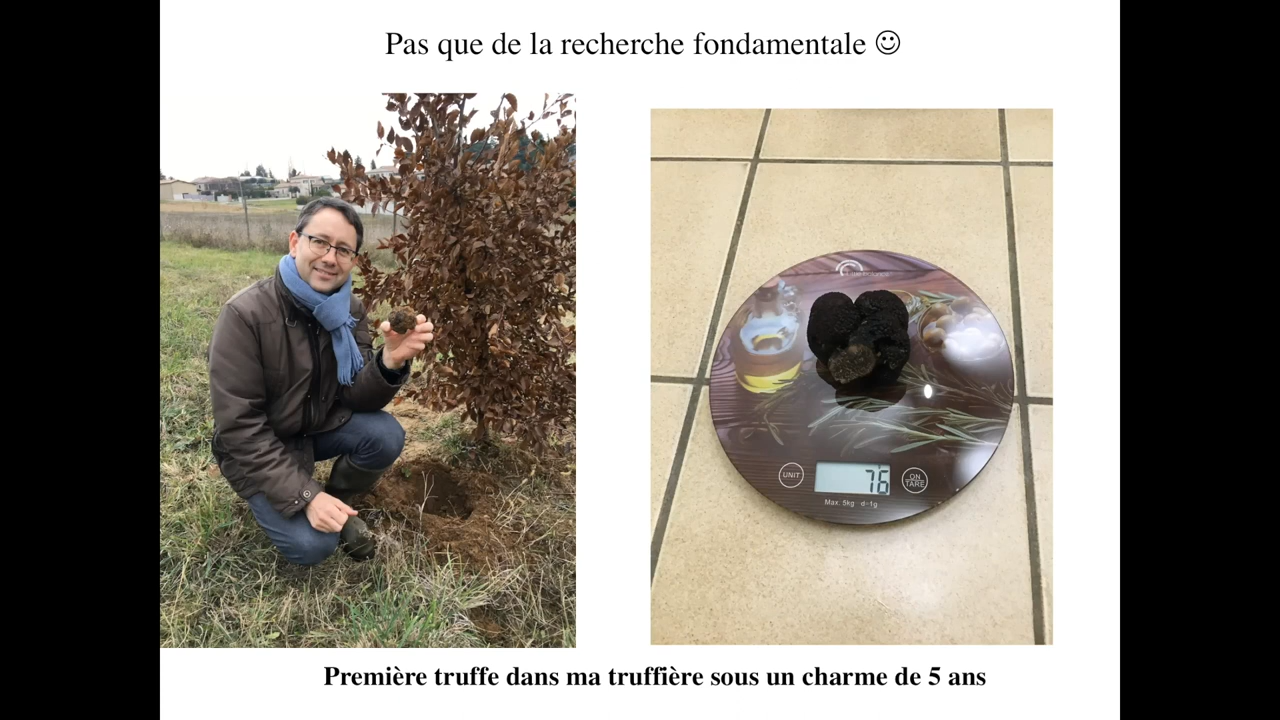 Pas que de la recherche fondamentale ☺
UNIT
76
ON
TARE
Max: 5kg d=1g
Première truffe dans ma truffière sous un charme de 5 ans